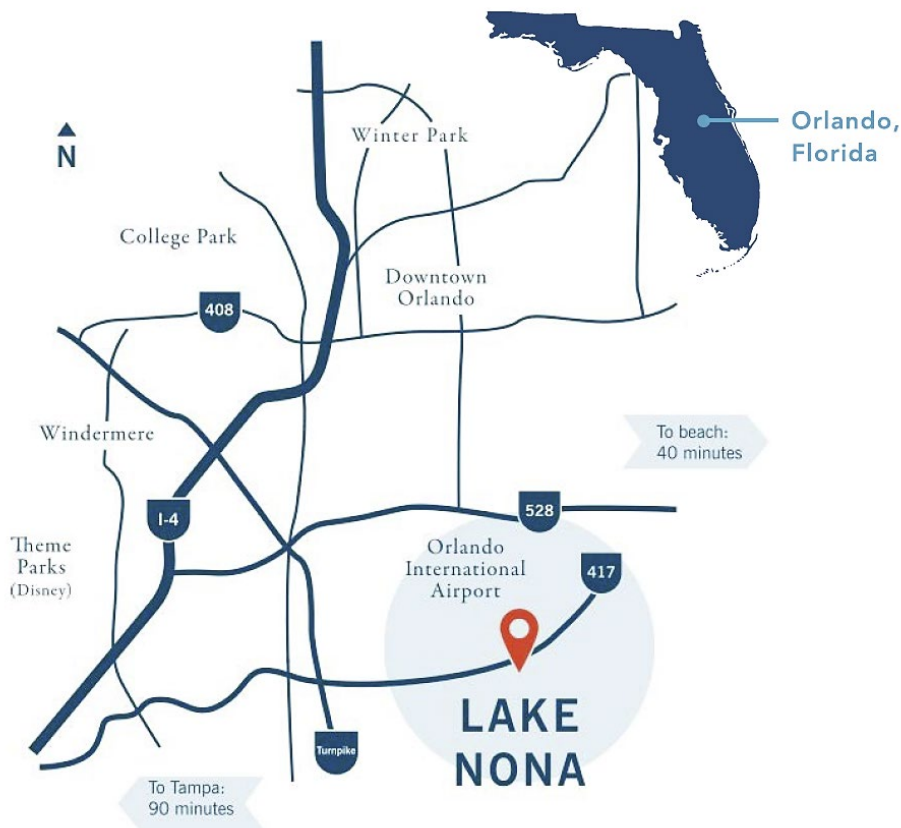 N
Winter Park
Orlando,
Florida
College Park
Downtown
Orlando
408
Windermere
To beach:
40 minutes
I-4
528
Theme
Parks
(Disney)
Orlando
International
Airport
417
LAKE
NONA
Turnpike
To Tampa:
90 minutes